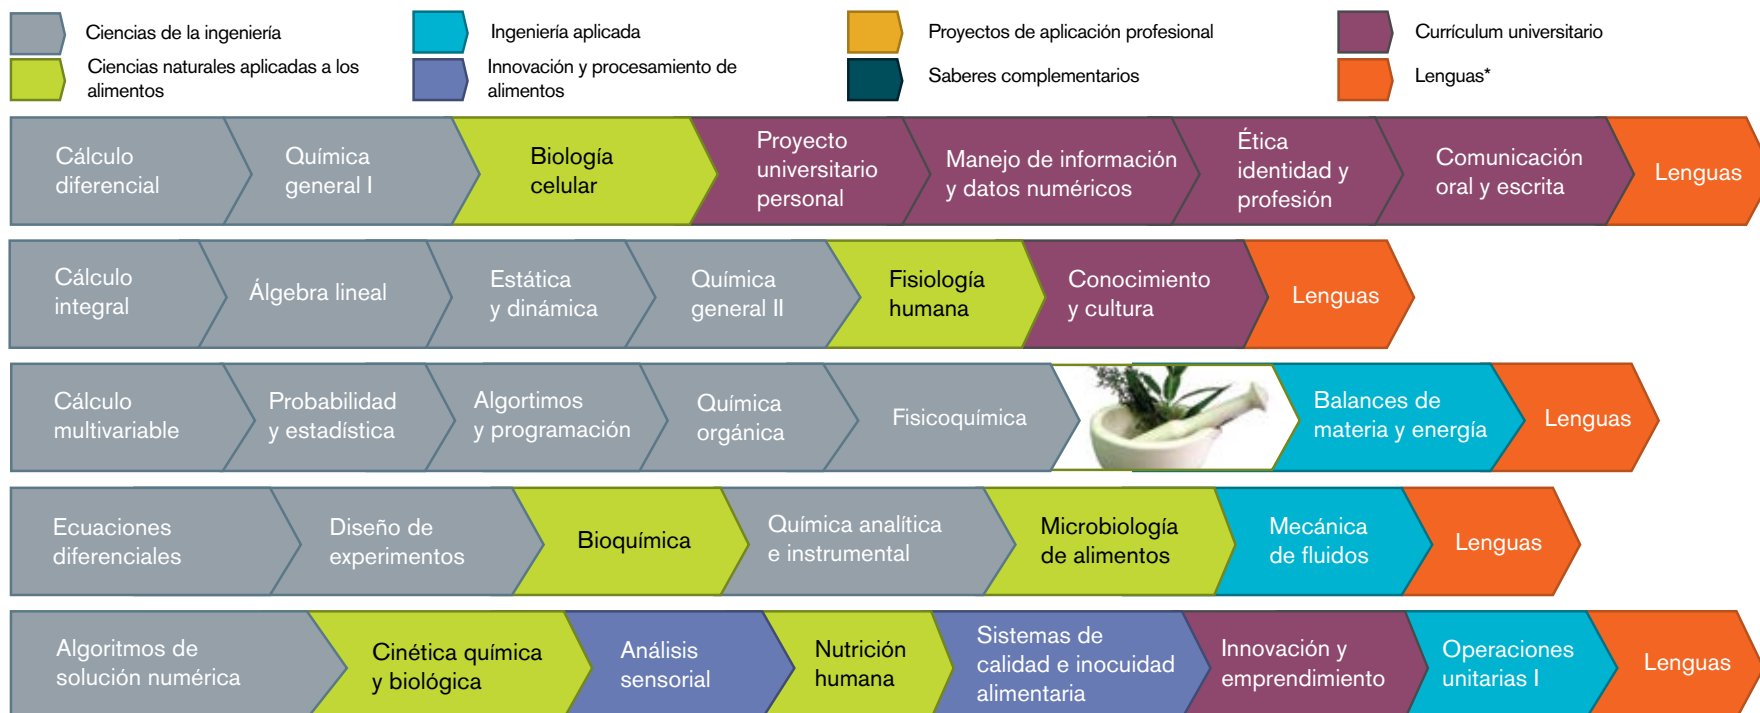 Ciencias de la ingeniería
Ingeniería aplicada
Proyectos de aplicación profesional
Currículum universitario
Ciencias naturales aplicadas a los
alimentos
Innovación y procesamiento de
alimentos
Saberes complementarios
Lenguas*
Cálculo
diferencial
Química
general I
Biología
celular
Proyecto
universitario
personal
Manejo de información
y datos numéricos
Ética
identidad y
profesión
Comunicación
oral y escrita
Lenguas
Cálculo
integral
Álgebra lineal
Estática
y dinámica
Química
general II
Fisiología
humana
Conocimiento
y cultura
Lenguas
Cálculo
multivariable
Probabilidad
y estadística
Algortimos
y programación
Química
orgánica
Fisicoquímica
Balances de
materia y energía
Lenguas
Ecuaciones
diferenciales
Diseño de
experimentos
Bioquímica
Química analítica
e instrumental
Microbiología
de alimentos
Mecánica
de fluidos
Lenguas
Algoritmos de
solución numérica
Cinética química
y biológica
Análisis
sensorial
Nutrición
humana
Sistemas de
calidad e inocuidad
alimentaria
Innovación y
emprendimiento
Operaciones
unitarias I
Lenguas